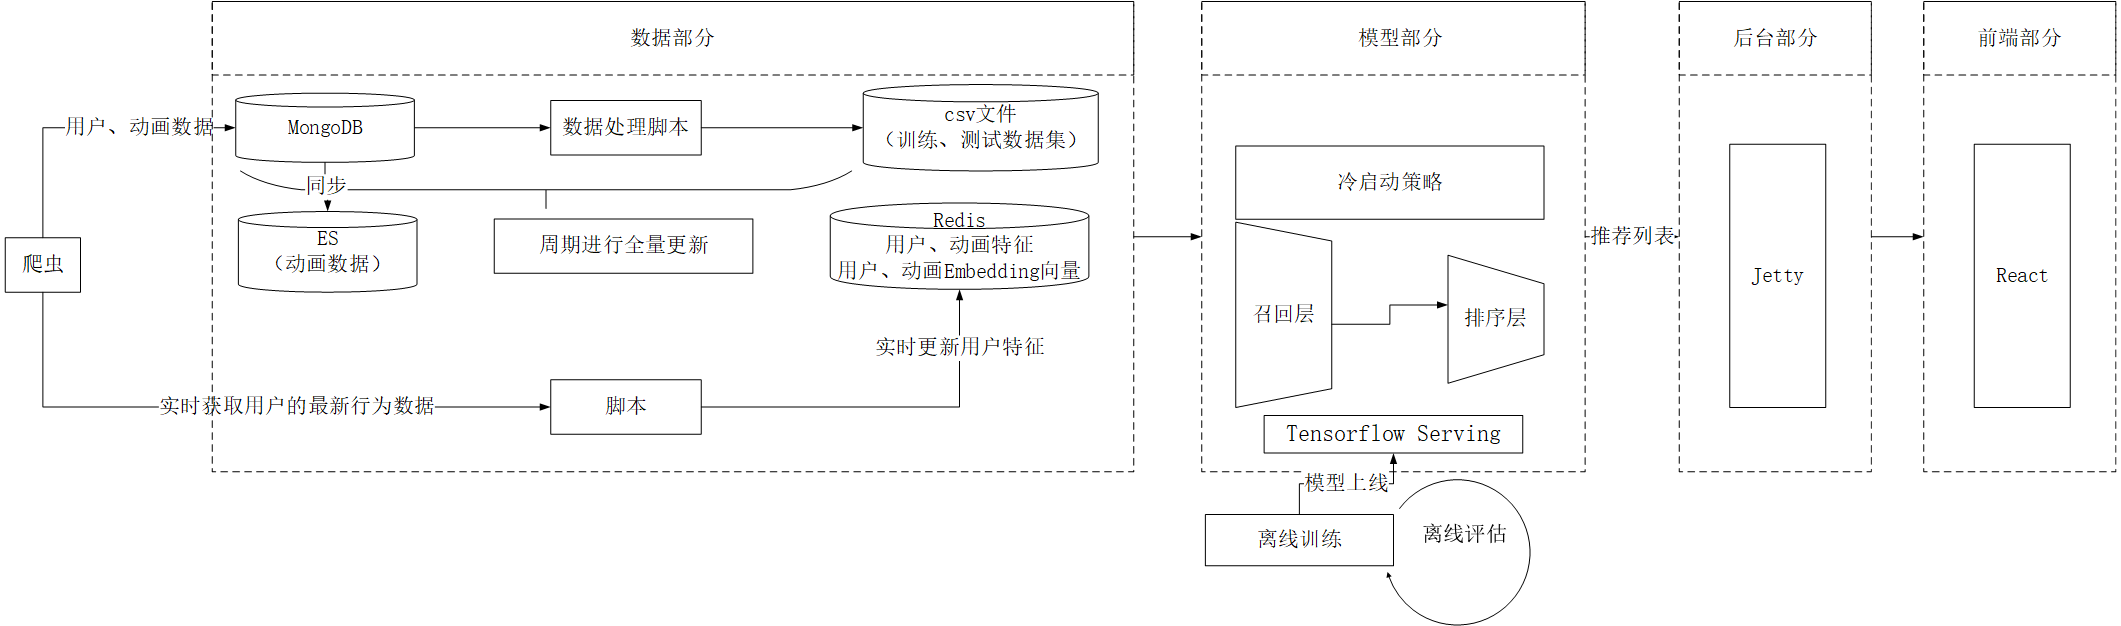 数据部分
模型部分
后台部分
前端部分
用户、动画数据
MongoDB
数据处理脚本
csv文件
（训练、测试数据集）
同步
ES
（动画数据）
周期进行全量更新
Redis
用户、动画特征
用户、动画Embedding向量
爬虫
实时更新用户特征
实时获取用户的最新行为数据
脚本
冷启动策略
召回层
排序层
Tensorflow Serving
模型上线
离线训练
离线评估
推荐列表
Jetty
React